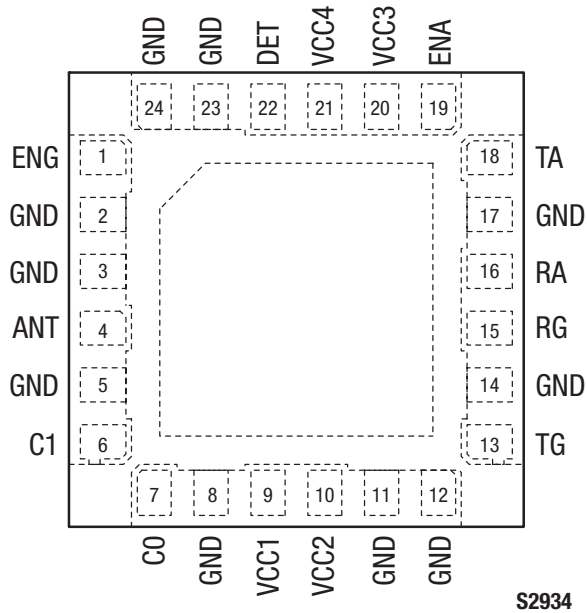 GND GND DET VCC4 VCC3 ENA
24 23 22 21 20 19
ENG 1 18 TA
GND 2 17 GND
GND 3 16 RA
ANT 4 15 RG
GND 5 14 GND
C1 6 13 TG
7 8 9 10 11 12
C0 GND VCC1 VCC2 GND GND
S2934